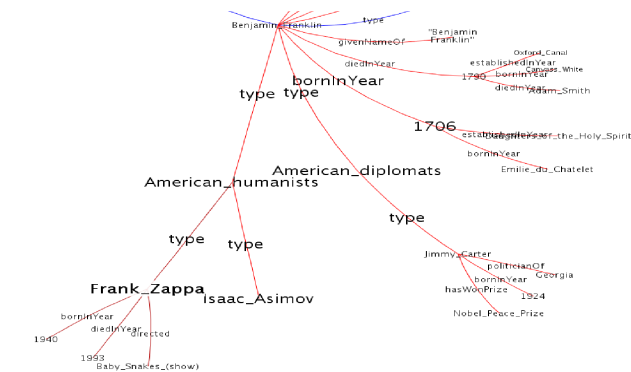 type
Benjamin_Franklin
"Benjamin
Franklin"
givenNameOf
Oxford_Canal
diedInYear
establishedInYear
Canvass_White
1790
bornInYear
bornInYear
type
type
diedInYear
Adam_Smith
1706
establishedInYear
Daughters_of_the_Holy_Spirit
bornInYear
Emilie_du_Chatelet
American_diplomats
American_humanists
type
type
type
Jimmy_Carter
politicianOf
Georgia
bornInYear
hasWonPrize
1924
Frank_Zappa
Isaac_Asimov
Nobel_Peace_Prize
bornInYear
diedInYear
directed
1940
1993
Baby_Snakes_(show)